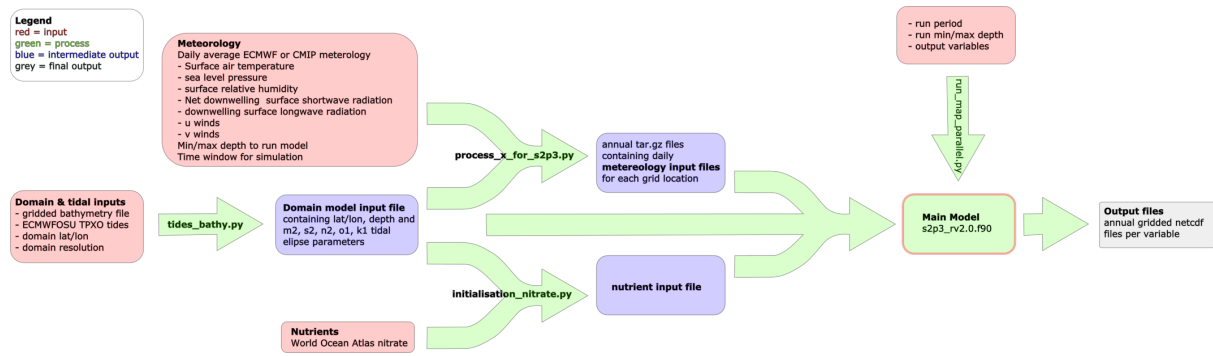 Legend
red = input
green = process
blue = intermediate output
grey = final output
Meteorology
Daily average ECMWF or CMIP meterology
- Surface air temperature
- sea level pressure
- surface relative humidity
- Net downwelling surface shortwave radiation
- downwelling surface longwave radiation
- u winds
- v winds
Min/max depth to run model
Time window for simulation
- run period
- run min/max depth
- output variables
run_map_parallel.py
process_x_for_s2p3.py
annual tar.gz files
containing daily
metereology input files
for each grid location
Domain & tidal inputs
- gridded bathymetry file
- ECMWFOSU TPXO tides
- domain lat/lon
- domain resolution
tides_bathy.py
Domain model input file
containing lat/lon, depth and
m2, s2, n2, o1, k1 tidal
elipse parameters
Main Model
s2p3_rv2.0.f90
Output files
annual gridded netcdf
files per variable
initialisation_nitrate.py
nutrient input file
Nutrients
World Ocean Atlas nitrate